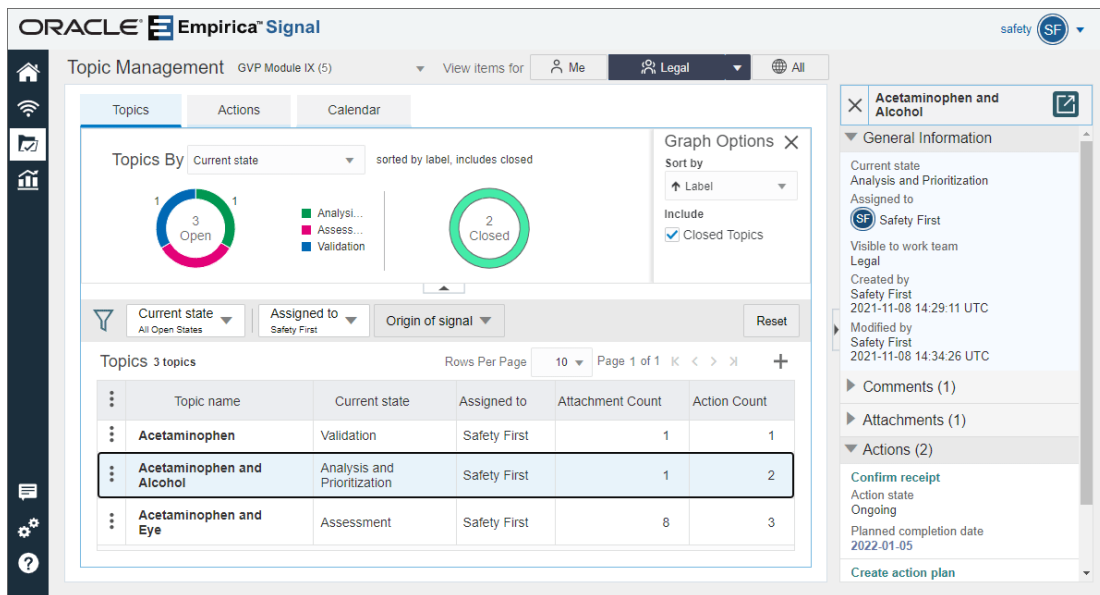 ORACLE Empirica™ Signal
safety SF
Topic Management GVP Module IX (5) View items for Me Legal All
Topics Actions Calendar
Topics By Current state sorted by label, includes closed
1 1
3
Open
Analysi...
Assess...
Validation
2
Closed
Graph Options
Sort by
Label
Include
Closed Topics
Current state
All Open States
Assigned to
Safety First
Origin of signal
Reset
Topics 3 topics Rows Per Page 10 Page 1 of 1
Topic name Current state Assigned to Attachment Count Action Count
Acetaminophen Validation Safety First 1 1
Acetaminophen and
Alcohol
Analysis and
Prioritization
Safety First 1 2
Acetaminophen and
Eye
Assessment Safety First 8 3
Acetaminophen and
Alcohol
General Information
Current state
Analysis and Prioritization
Assigned to
SF Safety First
Visible to work team
Legal
Created by
Safety First
2021-11-08 14:29:11 UTC
Modified by
Safety First
2021-11-08 14:34:26 UTC
Comments (1)
Attachments (1)
Actions (2)
Confirm receipt
Action state
Ongoing
Planned completion date
2022-01-05
Create action plan